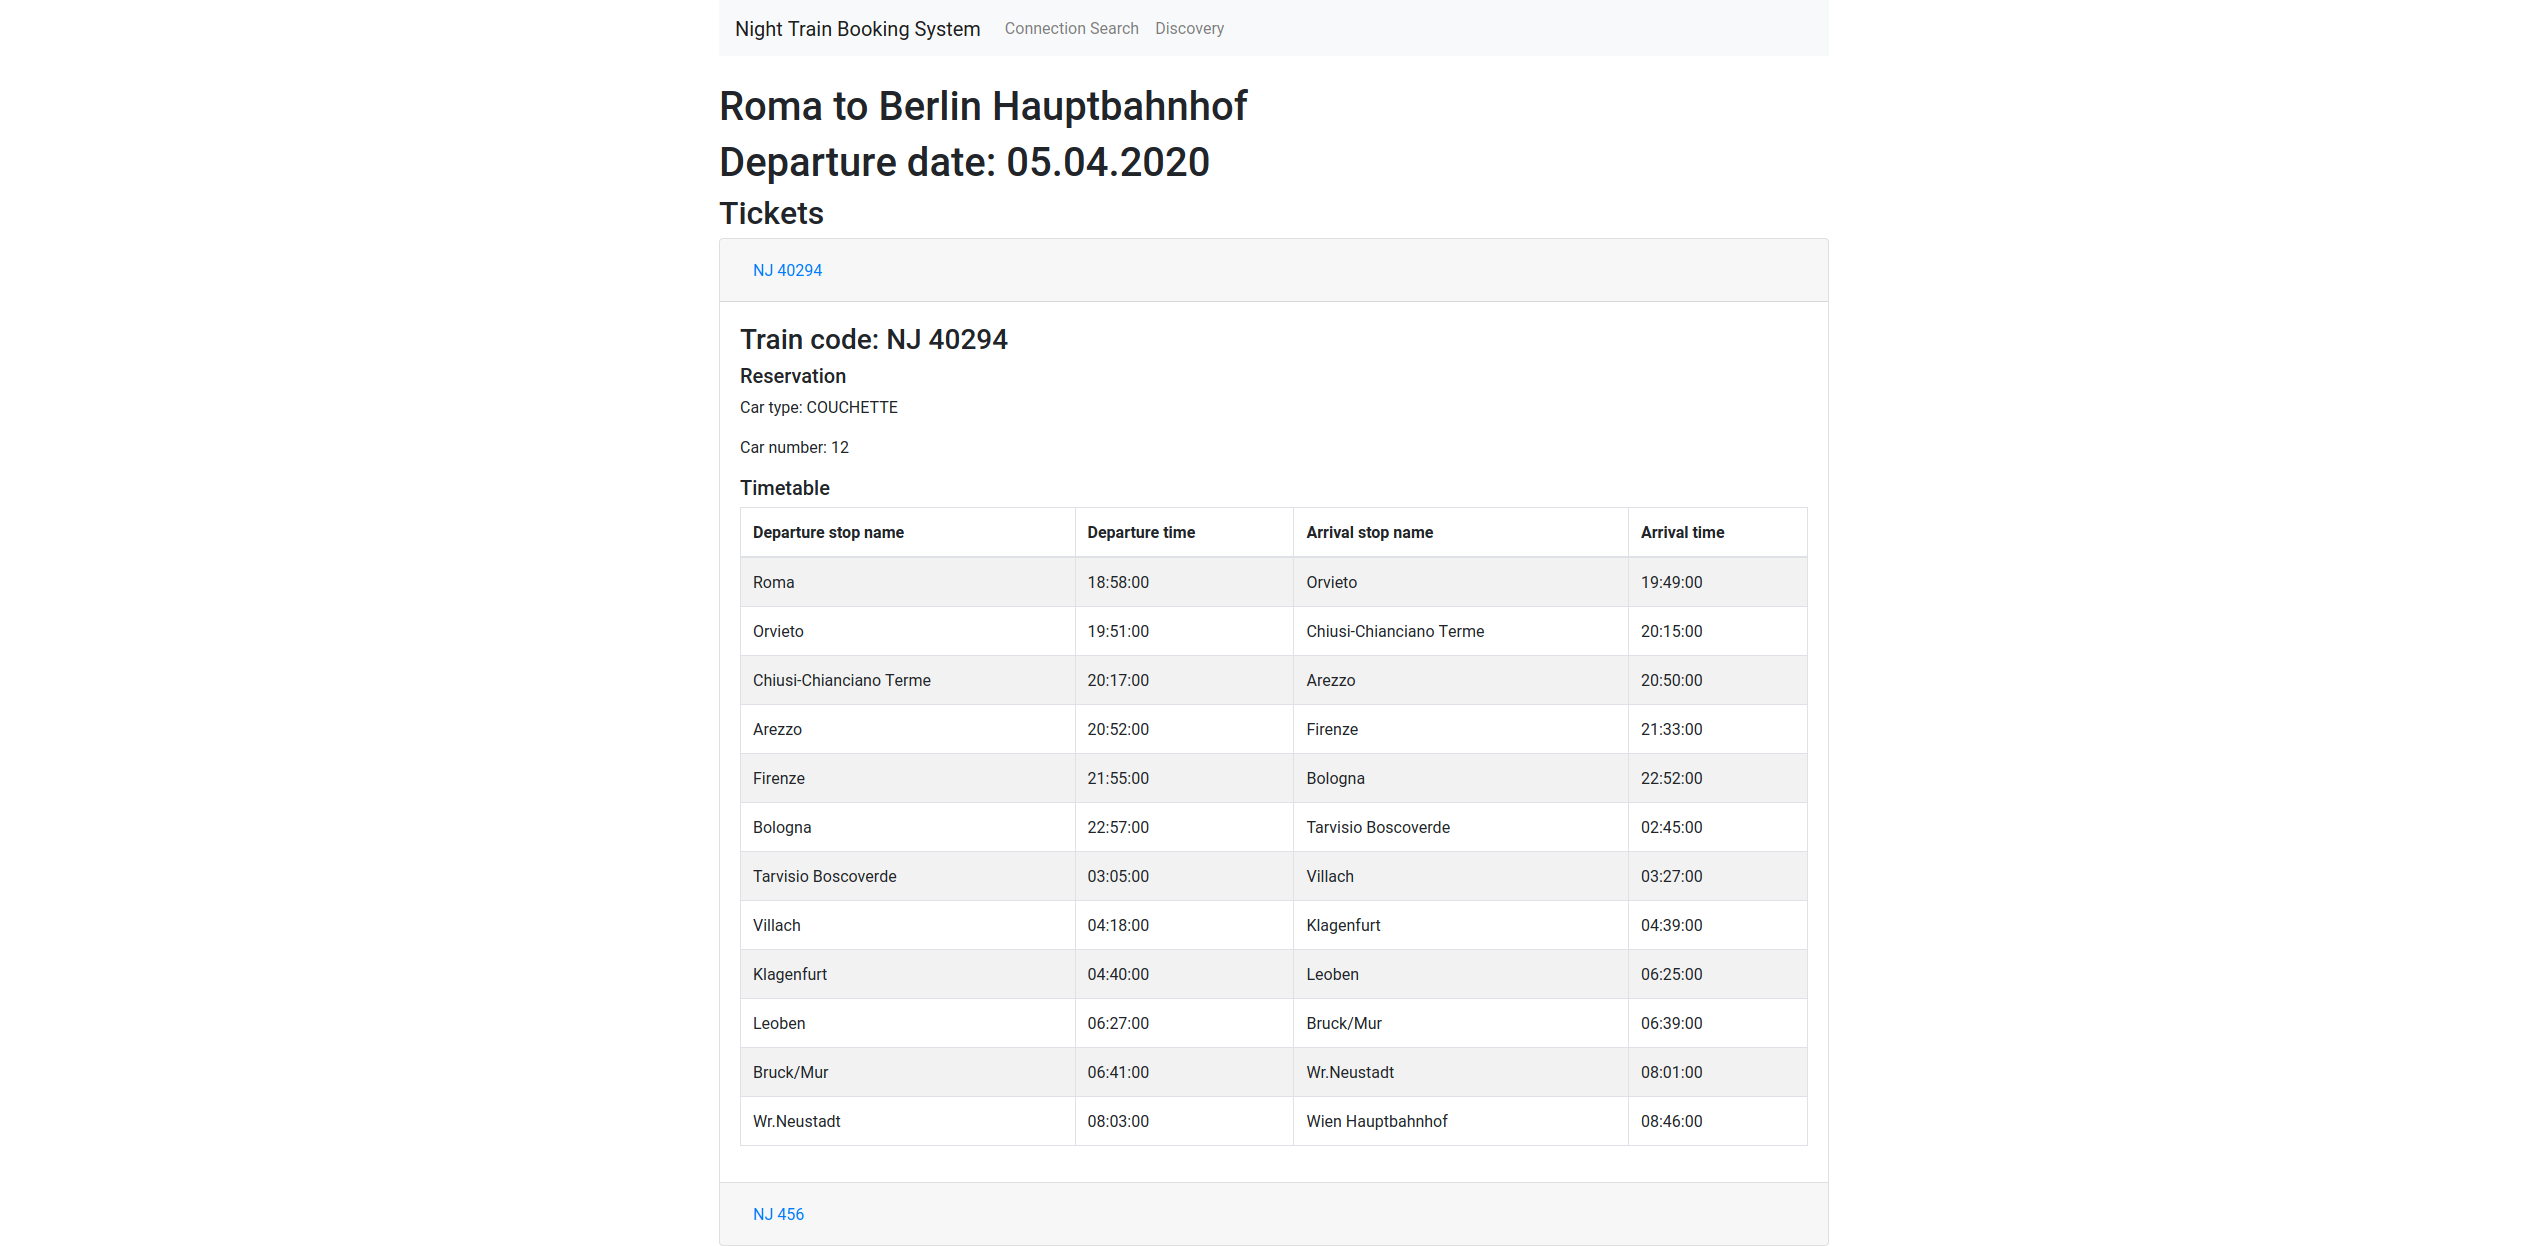 Night Train Booking System Connection Search Discovery
Roma to Berlin Hauptbahnhof
Departure date: 05.04.2020
Tickets
NJ 40294
Train code: NJ 40294
Reservation
Car type: COUCHETTE
Car number: 12
Timetable
Departure stop name Departure time Arrival stop name Arrival time
Roma 18:58:00 Orvieto 19:49:00
Orvieto 19:51:00 Chiusi-Chianciano Terme 20:15:00
Chiusi-Chianciano Terme 20:17:00 Arezzo 20:50:00
Arezzo 20:52:00 Firenze 21:33:00
Firenze 21:55:00 Bologna 22:52:00
Bologna 22:57:00 Tarvisio Boscoverde 02:45:00
Tarvisio Boscoverde 03:05:00 Villach 03:27:00
Villach 04:18:00 Klagenfurt 04:39:00
Klagenfurt 04:40:00 Leoben 06:25:00
Leoben 06:27:00 Bruck/Mur 06:39:00
Bruck/Mur 06:41:00 Wr.Neustadt 08:01:00
Wr.Neustadt 08:03:00 Wien Hauptbahnhof 08:46:00
NJ 456